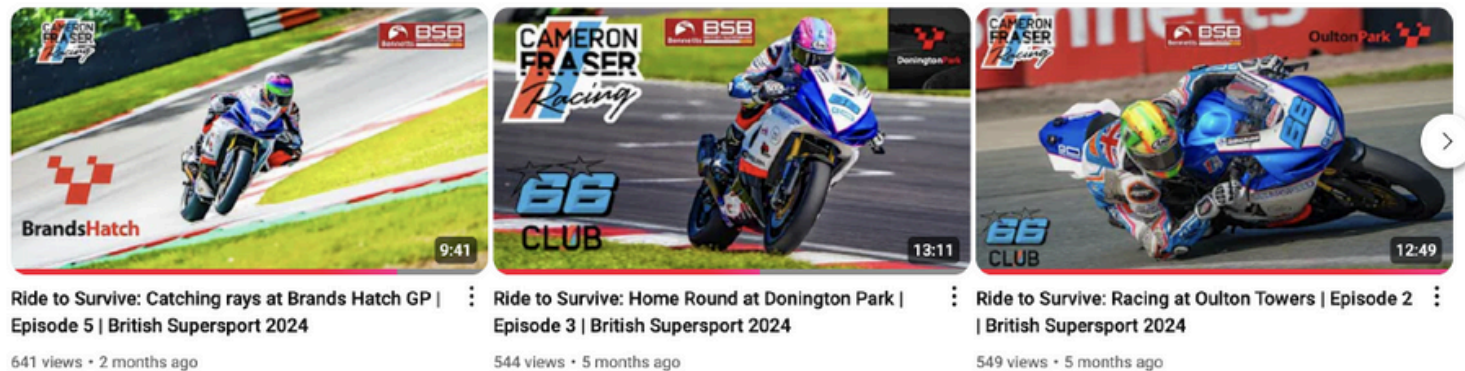 CAMERON
FRASER
Racing
Bennetts BSB
BrandsHatch
9:41
Ride to Survive: Catching rays at Brands Hatch GP |
Episode 5 | British Supersport 2024
641 views • 2 months ago
CAMERON
FRASER
Racing
Bennetts BSB
DoningtonPark
66
66
CLUB
13:11
Ride to Survive: Home Round at Donington Park |
Episode 3 | British Supersport 2024
544 views • 5 months ago
CAMERON
FRASER
Racing
Bennetts BSB
OultonPark
66
66
CLUB
12:49
Ride to Survive: Racing at Oulton Towers | Episode 2
| British Supersport 2024
549 views • 5 months ago